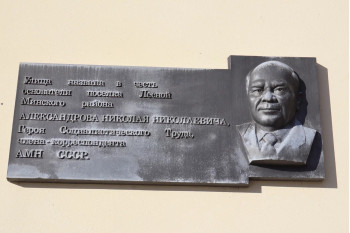 Улица названа в честь
основателя поселка Лесной
Минского района
АЛЕКСАНДРОВА НИКОЛАЯ НИКОЛАЕВИЧА,
Героя Социалистического Труда,
члена-корреспондента
АМН СССР.